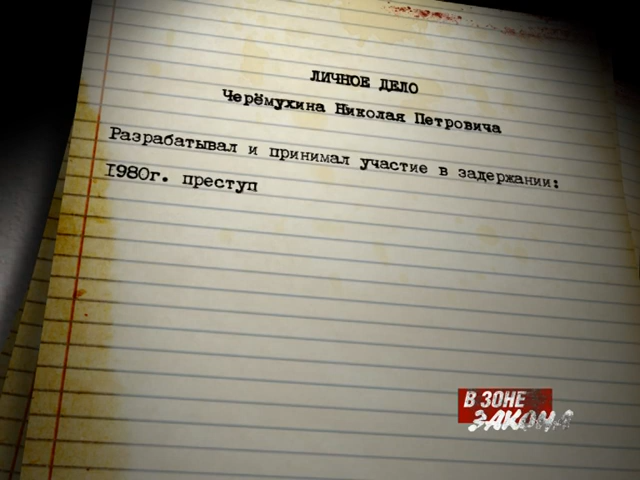 ЛИЧНОЕ ДЕЛО
Черёмухина Николая Петровича
Разрабатывал и принимал участие в задержании:
1980г. преступ
В ЗОНЕ
ЗАКОНА